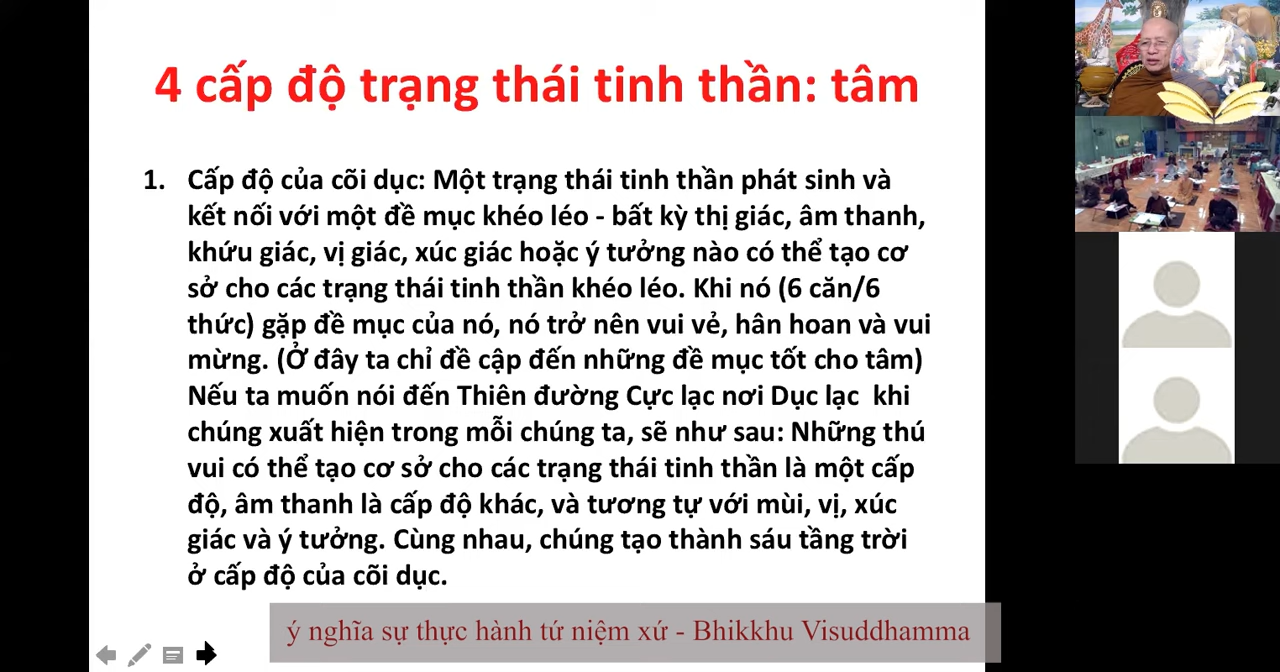 4 cấp độ trạng thái tinh thần: tâm
1. Cấp độ của cõi dục: Một trạng thái tinh thần phát sinh và
kết nối với một đề mục khéo léo - bất kỳ thị giác, âm thanh,
khứu giác, vị giác, xúc giác hoặc ý tưởng nào có thể tạo cơ
sở cho các trạng thái tinh thần khéo léo. Khi nó (6 căn/6
thức) gặp đề mục của nó, nó trở nên vui vẻ, hân hoan và vui
mừng. (Ở đây ta chỉ đề cập đến những đề mục tốt cho tâm)
Nếu ta muốn nói đến Thiên đường Cực lạc nơi Dục lạc khi
chúng xuất hiện trong mỗi chúng ta, sẽ như sau: Những thú
vui có thể tạo cơ sở cho các trạng thái tinh thần là một cấp
độ, âm thanh là cấp độ khác, và tương tự với mùi, vị, xúc
giác và ý tưởng. Cùng nhau, chúng tạo thành sáu tầng trời
ở cấp độ của cõi dục.
ý nghĩa sự thực hành tứ niệm xứ - Bhikkhu Visuddhamma